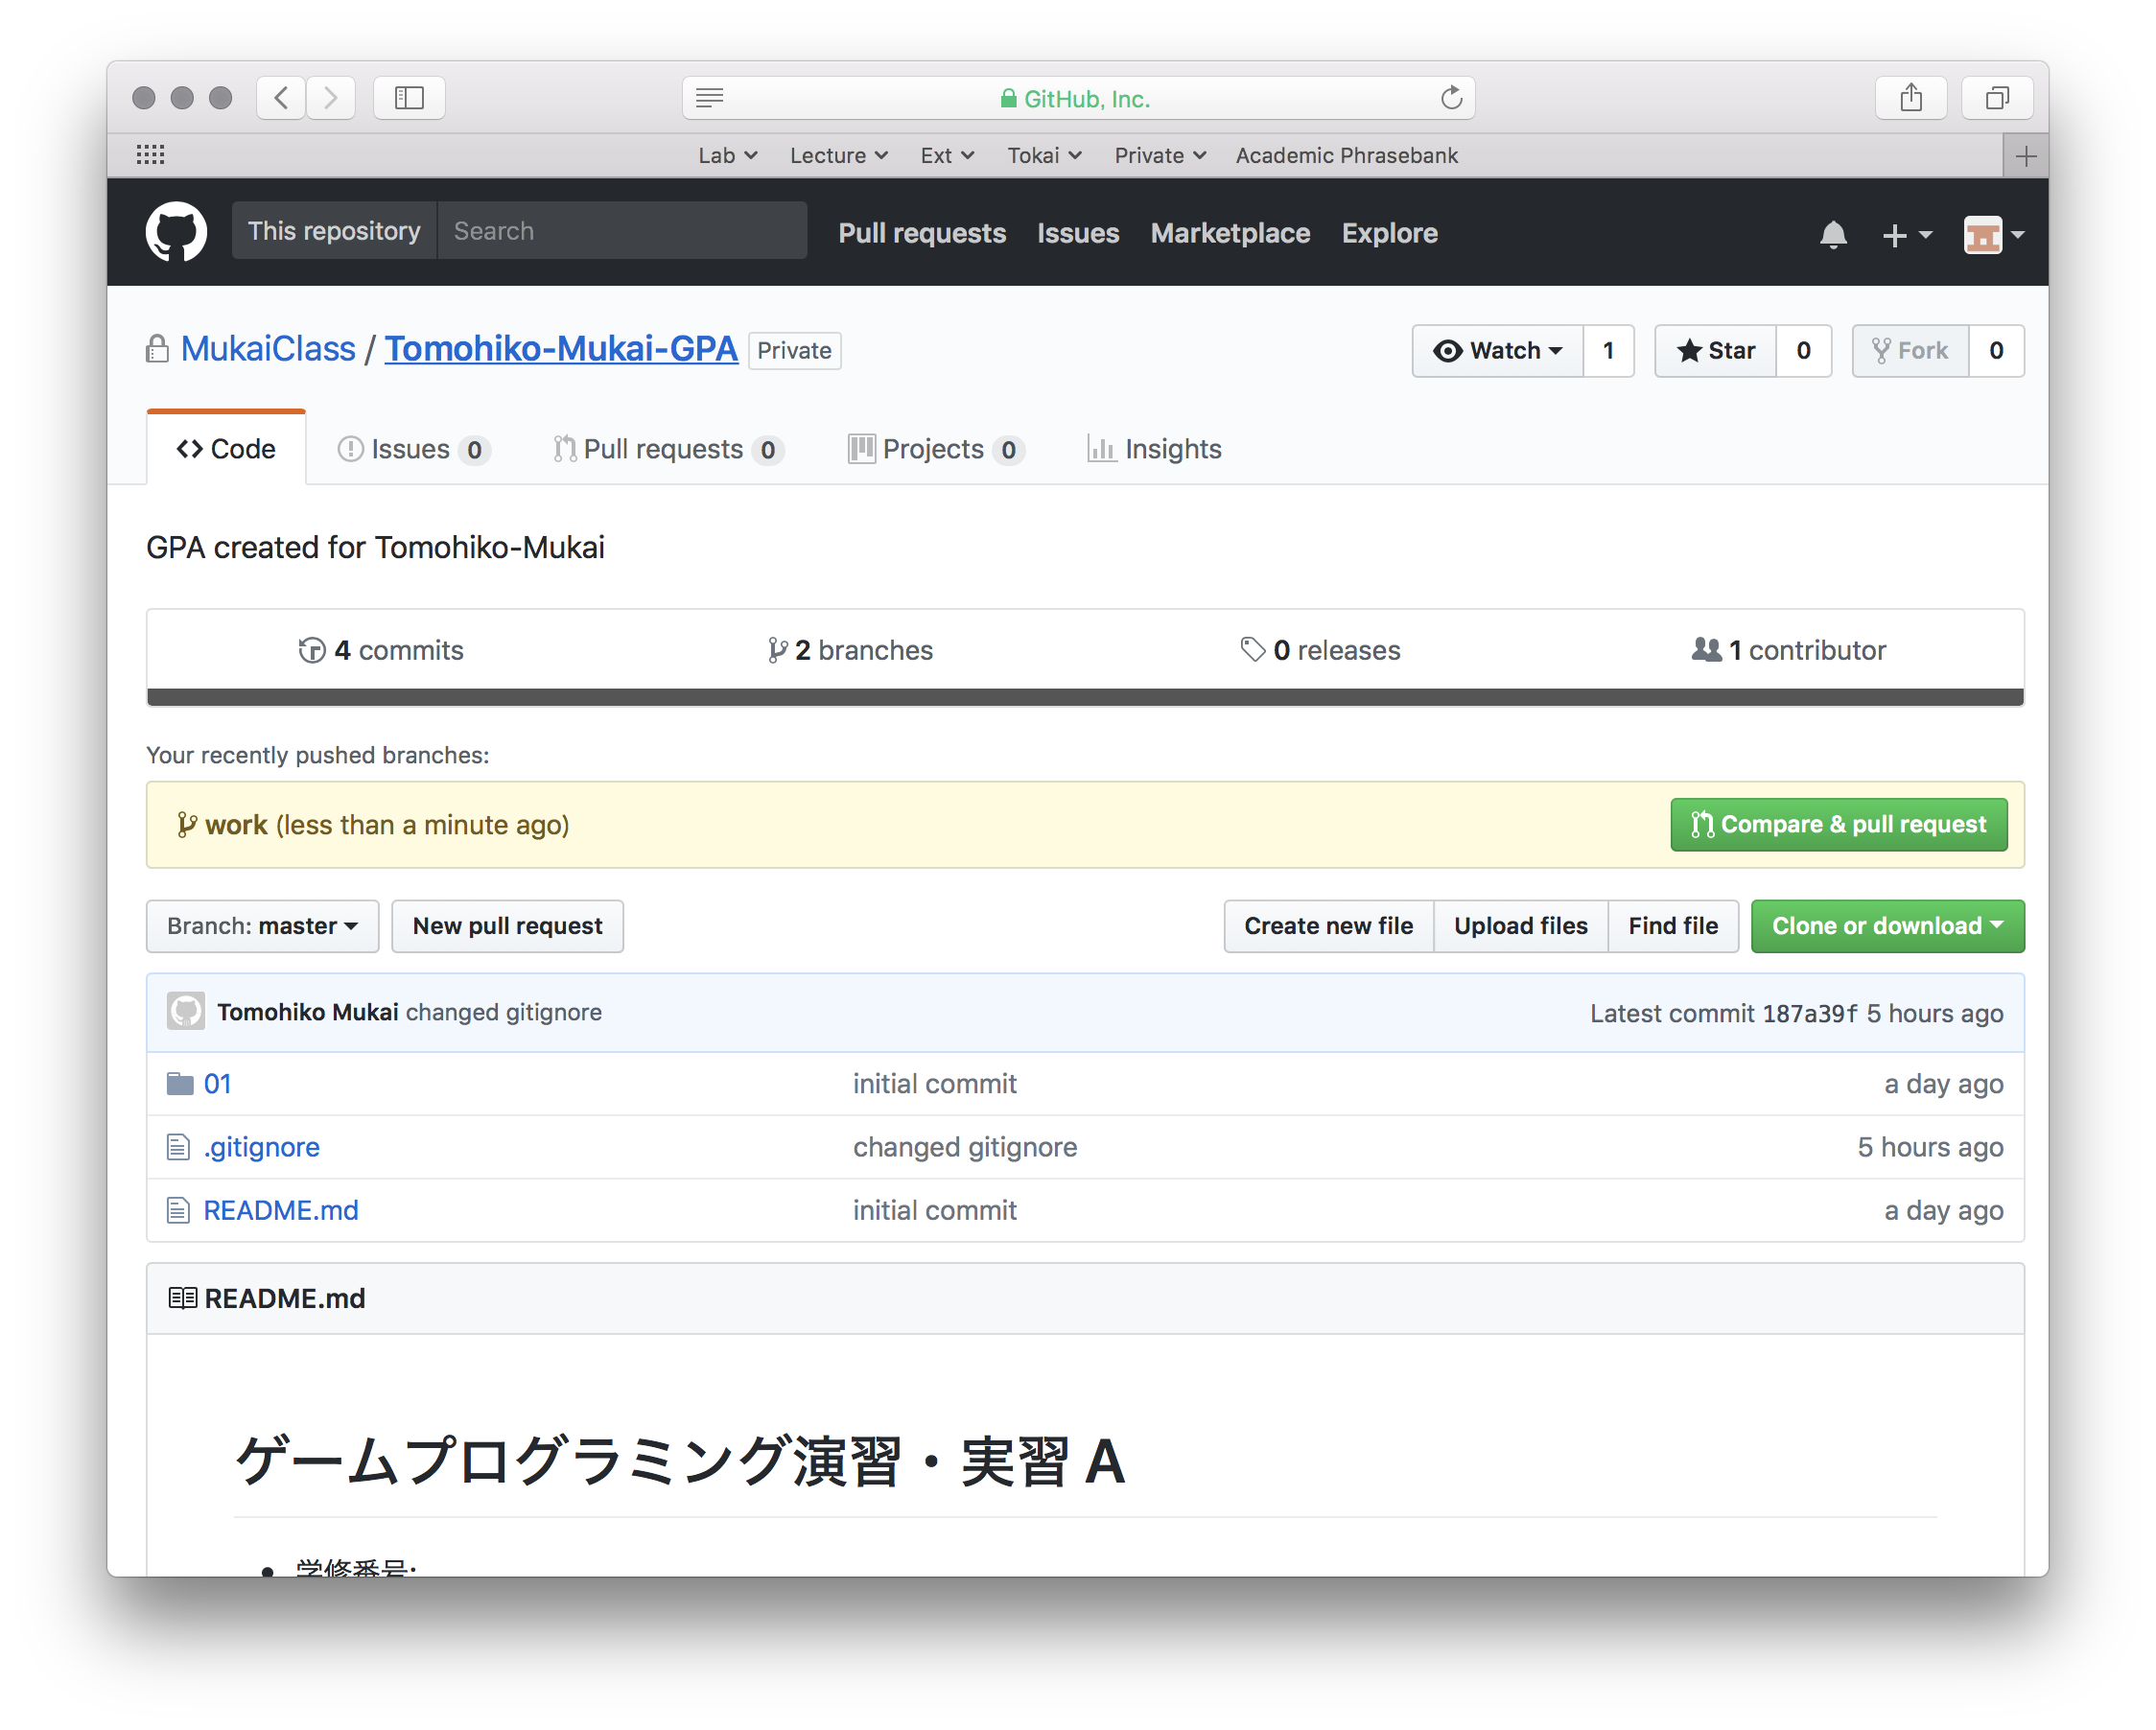 GitHub, Inc.
Lab Lecture Ext Tokai Private Academic Phrasebank
This repository Search Pull requests Issues Marketplace Explore
MukaiClass / Tomohiko-Mukai-GPA Private Watch 1 Star 0 Fork 0
Code Issues 0 Pull requests 0 Projects 0 Insights
GPA created for Tomohiko-Mukai
4 commits 2 branches 0 releases 1 contributor
Your recently pushed branches:
work (less than a minute ago) Compare & pull request
Branch: master New pull request Create new file Upload files Find file Clone or download
Tomohiko Mukai changed gitignore Latest commit 187a39f 5 hours ago
01 initial commit a day ago
.gitignore changed gitignore 5 hours ago
README.md initial commit a day ago
README.md
ゲームプログラミング演習・実習 A
学修番号: